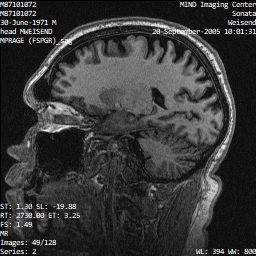 M87101072
M87101072
30-June-1971 M
head MWEISEND
MPRAGE (FSPGR)_sag
MIND Imaging Center
Sonata
Weisend
20-September-2005 10:01:31
ST: 1.30 SL: -19.88
RT: 2730.00 ET: 3.25
FS: 1.49
MR
Images: 49/128
Series: 2
WL: 394 WW: 800